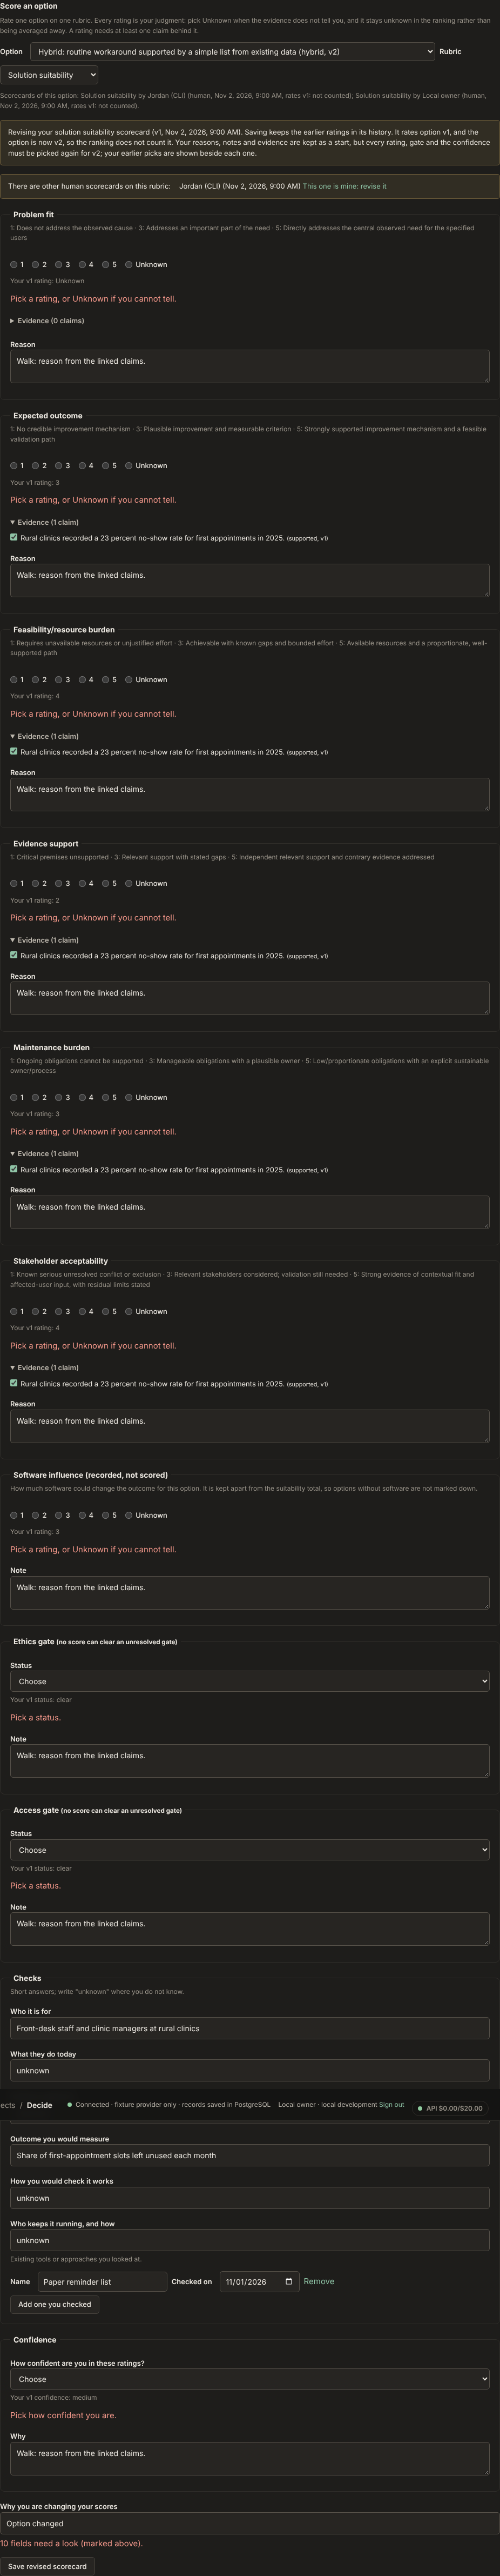 Score an option
Rate one option on one rubric. Every rating is your judgment: pick Unknown when the evidence does not tell you, and it stays unknown in the ranking rather than
being averaged away. A rating needs at least one claim behind it.
Option Hybrid: routine workaround supported by a simple list from existing data (hybrid, v2) Rubric
Solution suitability
Scorecards of this option: Solution suitability by Jordan (CLI) (human, Nov 2, 2026, 9:00 AM, rates v1: not counted); Solution suitability by Local owner (human,
Nov 2, 2026, 9:00 AM, rates v1: not counted).
Revising your solution suitability scorecard (v1, Nov 2, 2026, 9:00 AM). Saving keeps the earlier ratings in its history. It rates option v1, and the
option is now v2, so the ranking does not count it. Your reasons, notes and evidence are kept as a start, but every rating, gate and the confidence
must be picked again for v2; your earlier picks are shown beside each one.
There are other human scorecards on this rubric: Jordan (CLI) (Nov 2, 2026, 9:00 AM) This one is mine: revise it
Problem fit
1: Does not address the observed cause · 3: Addresses an important part of the need · 5: Directly addresses the central observed need for the specified
users
1 2 3 4 5 Unknown
Your v1 rating: Unknown
Pick a rating, or Unknown if you cannot tell.
Evidence (0 claims)
Reason
Walk: reason from the linked claims.
Expected outcome
1: No credible improvement mechanism · 3: Plausible improvement and measurable criterion · 5: Strongly supported improvement mechanism and a feasible
validation path
1 2 3 4 5 Unknown
Your v1 rating: 3
Pick a rating, or Unknown if you cannot tell.
Evidence (1 claim)
Rural clinics recorded a 23 percent no-show rate for first appointments in 2025. (supported, v1)
Reason
Walk: reason from the linked claims.
Feasibility/resource burden
1: Requires unavailable resources or unjustified effort · 3: Achievable with known gaps and bounded effort · 5: Available resources and a proportionate, well-
supported path
1 2 3 4 5 Unknown
Your v1 rating: 4
Pick a rating, or Unknown if you cannot tell.
Evidence (1 claim)
Rural clinics recorded a 23 percent no-show rate for first appointments in 2025. (supported, v1)
Reason
Walk: reason from the linked claims.
Evidence support
1: Critical premises unsupported · 3: Relevant support with stated gaps · 5: Independent relevant support and contrary evidence addressed
1 2 3 4 5 Unknown
Your v1 rating: 2
Pick a rating, or Unknown if you cannot tell.
Evidence (1 claim)
Rural clinics recorded a 23 percent no-show rate for first appointments in 2025. (supported, v1)
Reason
Walk: reason from the linked claims.
Maintenance burden
1: Ongoing obligations cannot be supported · 3: Manageable obligations with a plausible owner · 5: Low/proportionate obligations with an explicit sustainable
owner/process
1 2 3 4 5 Unknown
Your v1 rating: 3
Pick a rating, or Unknown if you cannot tell.
Evidence (1 claim)
Rural clinics recorded a 23 percent no-show rate for first appointments in 2025. (supported, v1)
Reason
Walk: reason from the linked claims.
Stakeholder acceptability
1: Known serious unresolved conflict or exclusion · 3: Relevant stakeholders considered; validation still needed · 5: Strong evidence of contextual fit and
affected-user input, with residual limits stated
1 2 3 4 5 Unknown
Your v1 rating: 4
Pick a rating, or Unknown if you cannot tell.
Evidence (1 claim)
Rural clinics recorded a 23 percent no-show rate for first appointments in 2025. (supported, v1)
Reason
Walk: reason from the linked claims.
Software influence (recorded, not scored)
How much software could change the outcome for this option. It is kept apart from the suitability total, so options without software are not marked down.
1 2 3 4 5 Unknown
Your v1 rating: 3
Pick a rating, or Unknown if you cannot tell.
Note
Walk: reason from the linked claims.
Ethics gate (no score can clear an unresolved gate)
Status
Choose
Your v1 status: clear
Pick a status.
Note
Walk: reason from the linked claims.
Access gate (no score can clear an unresolved gate)
Status
Choose
Your v1 status: clear
Pick a status.
Note
Walk: reason from the linked claims.
Checks
Short answers; write "unknown" where you do not know.
Who it is for
Front-desk staff and clinic managers at rural clinics
What they do today
unknown
ects / Decide Connected · fixture provider only · records saved in PostgreSQL Local owner · local development Sign out API $0.00/$20.00
Outcome you would measure
Share of first-appointment slots left unused each month
How you would check it works
unknown
Who keeps it running, and how
unknown
Existing tools or approaches you looked at.
Name Paper reminder list Checked on 11/01/2026 Remove
Add one you checked
Confidence
How confident are you in these ratings?
Choose
Your v1 confidence: medium
Pick how confident you are.
Why
Walk: reason from the linked claims.
Why you are changing your scores
Option changed
10 fields need a look (marked above).
Save revised scorecard